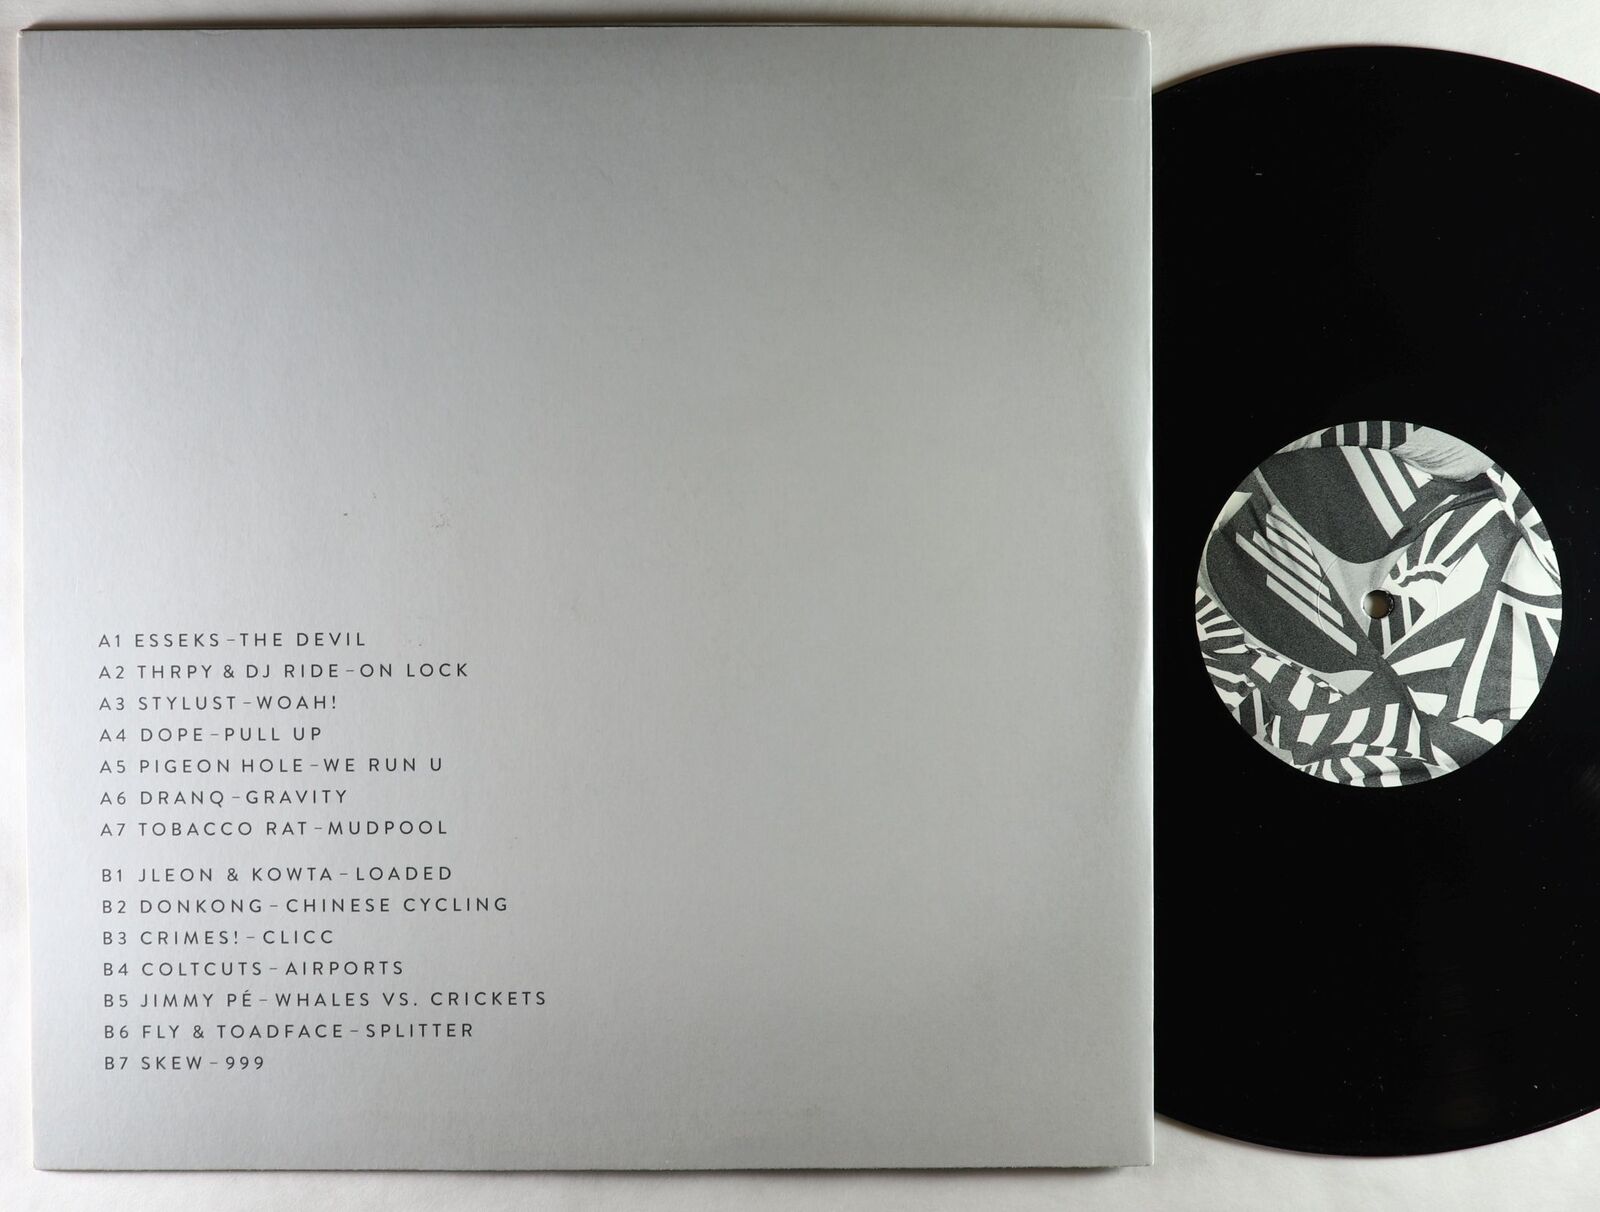 A1 ESSEKS–THE DEVIL
A2 THRPY & DJ RIDE–ON LOCK
A3 STYLUST–WOAH!
A4 DOPE–PULL UP
A5 PIGEON HOLE–WE RUN U
A6 DRANQ–GRAVITY
A7 TOBACCO RAT–MUDPOOL
B1 JLEON & KOWTA–LOADED
B2 DONKONG–CHINESE CYCLING
B3 CRIMES!–CLICC
B4 COLTCUTS–AIRPORTS
B5 JIMMY PÉ–WHALES VS. CRICKETS
B6 FLY & TOADFACE–SPLITTER
B7 SKEW–999